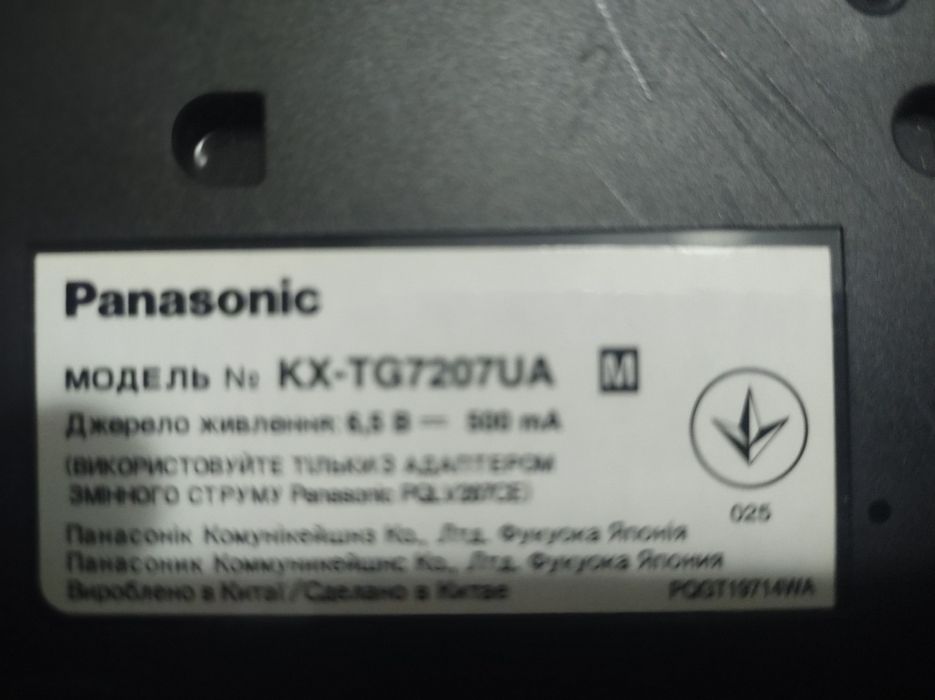 Panasonic
МОДЕЛЬ № KX-TG7207UA M
Джерело живлення: 6,5 В — 500 mA
(ВИКОРИСТОВУЙТЕ ТІЛЬКИ З АДАПТЕРОМ
ЗМІННОГО СТРУМУ Panasonic
025
Панасонік Комунікейшнз Ко., Лтд. Фукуока Японія
Панасоник Коммуникейшнс Ко., Лтд. Фукуока Япония
Вироблено в Китаї / Сделано в Китае PQGT19714WA